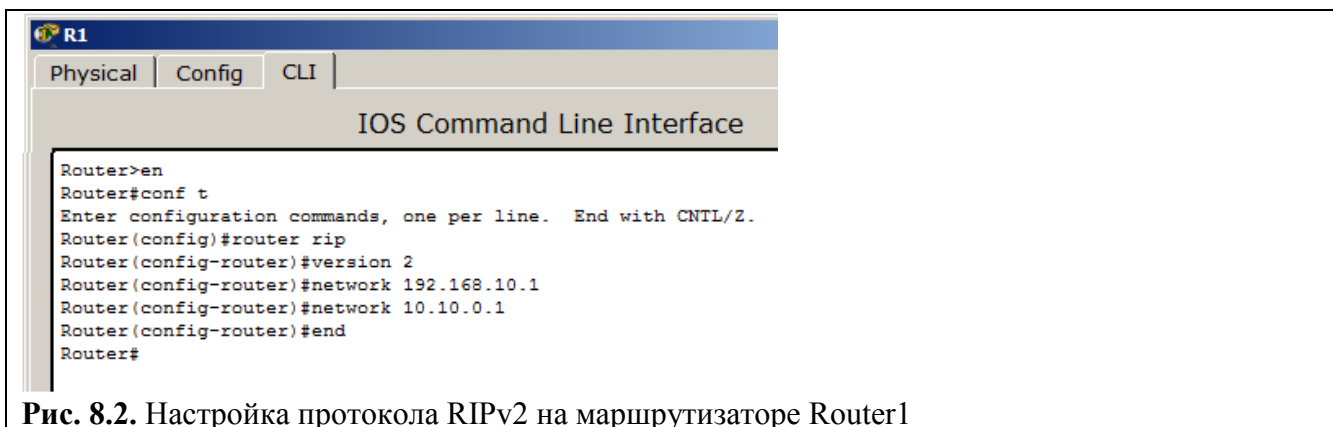 R1
Physical Config CLI
IOS Command Line Interface
Router>en
Router#conf t
Enter configuration commands, one per line.  End with CNTL/Z.
Router(config)#router rip
Router(config-router)#version 2
Router(config-router)#network 192.168.10.1
Router(config-router)#network 10.10.0.1
Router(config-router)#end
Router#
Рис. 8.2. Настройка протокола RIPv2 на маршрутизаторе Router1